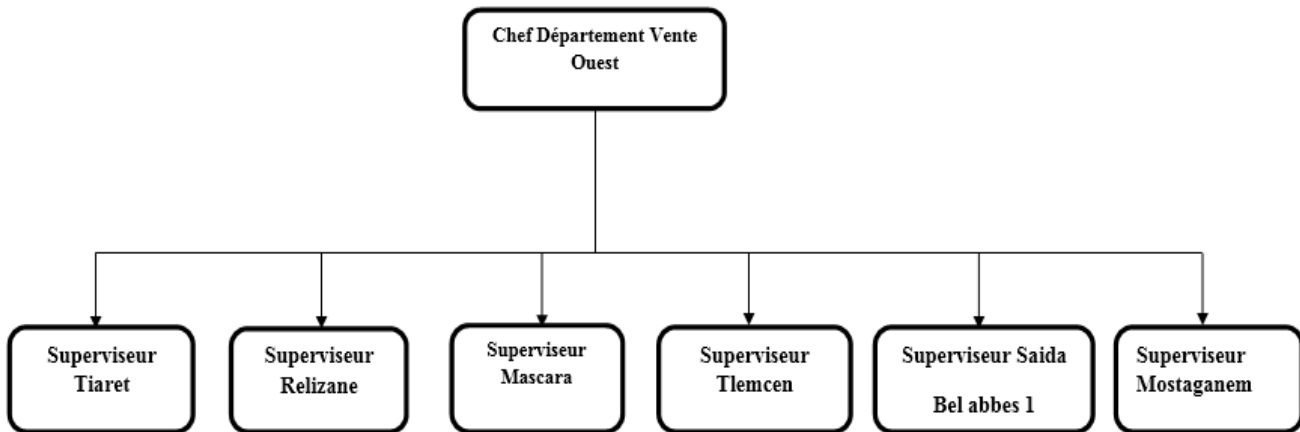 Chef Département Vente
Ouest
Superviseur
Tiaret
Superviseur
Relizane
Superviseur
Mascara
Superviseur
Tlemcen
Superviseur Saida
Bel abbes 1
Superviseur
Mostaganem